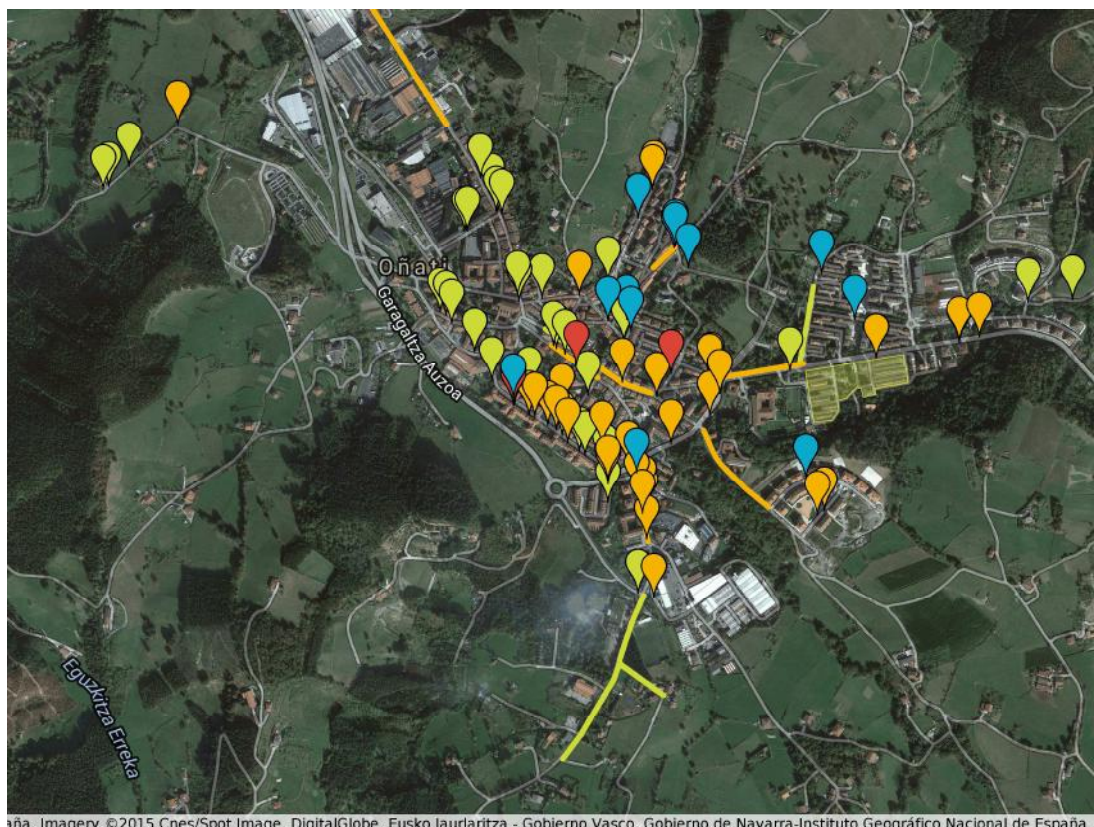 Oñati
Garagaltza Auzoa
Eguzkitza Erreka
aña, Imagery ©2015 Cnes/Spot Image, DigitalGlobe, Eusko Jaurlaritza - Gobierno Vasco, Gobierno de Navarra-Instituto Geográfico Nacional de España,